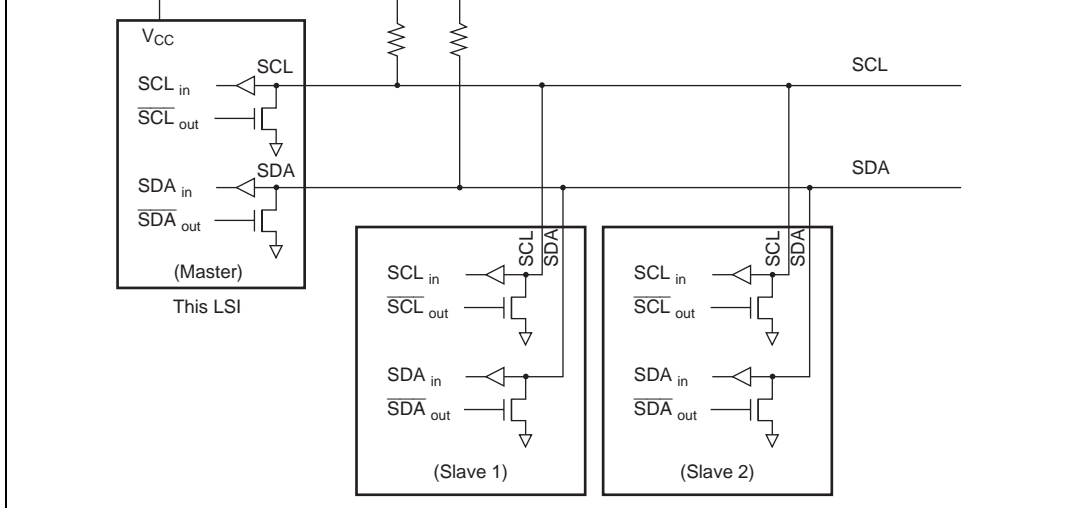 VCC
SCL
SCL in
SCL out
SDA
SDA in
SDA out
(Master)
This LSI
SCL
SDA
SCL
SDA
SCL in
SCL out
SDA in
SDA out
(Slave 1)
SCL
SDA
SCL in
SCL out
SDA in
SDA out
(Slave 2)